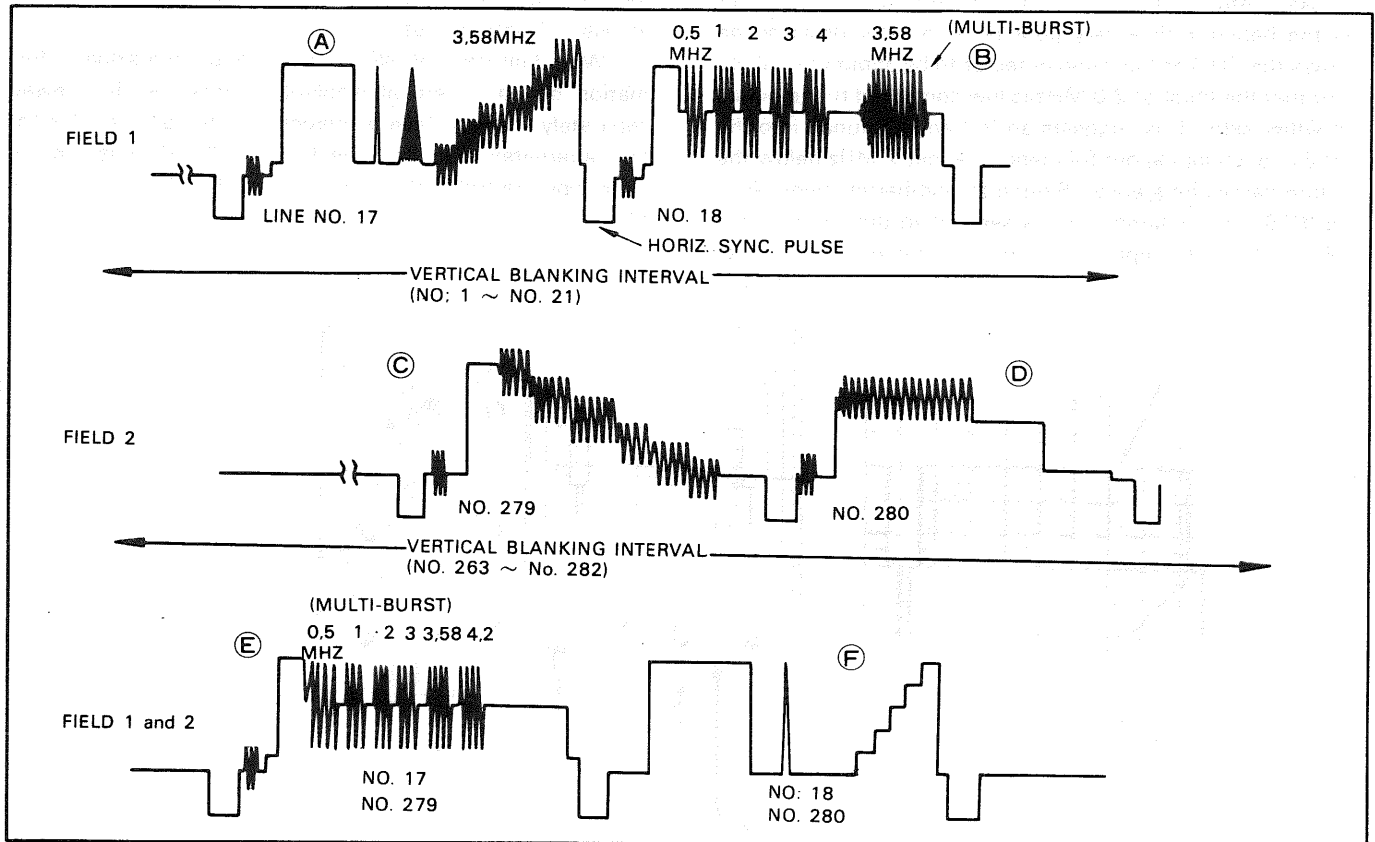 Ⓐ
3,58MHZ
0,5 1 2 3 4 3,58 (MULTI-BURST)
MHZ MHZ
Ⓑ
FIELD 1
LINE NO. 17
NO. 18
HORIZ. SYNC. PULSE
VERTICAL BLANKING INTERVAL
(NO; 1 ~ NO. 21)
Ⓒ
Ⓓ
FIELD 2
NO. 279
NO. 280
VERTICAL BLANKING INTERVAL
(NO. 263 ~ No. 282)
(MULTI-BURST)
Ⓔ
0,5 1 2 3 3,58 4,2
MHZ
Ⓕ
FIELD 1 and 2
NO. 17
NO. 279
NO; 18
NO. 280